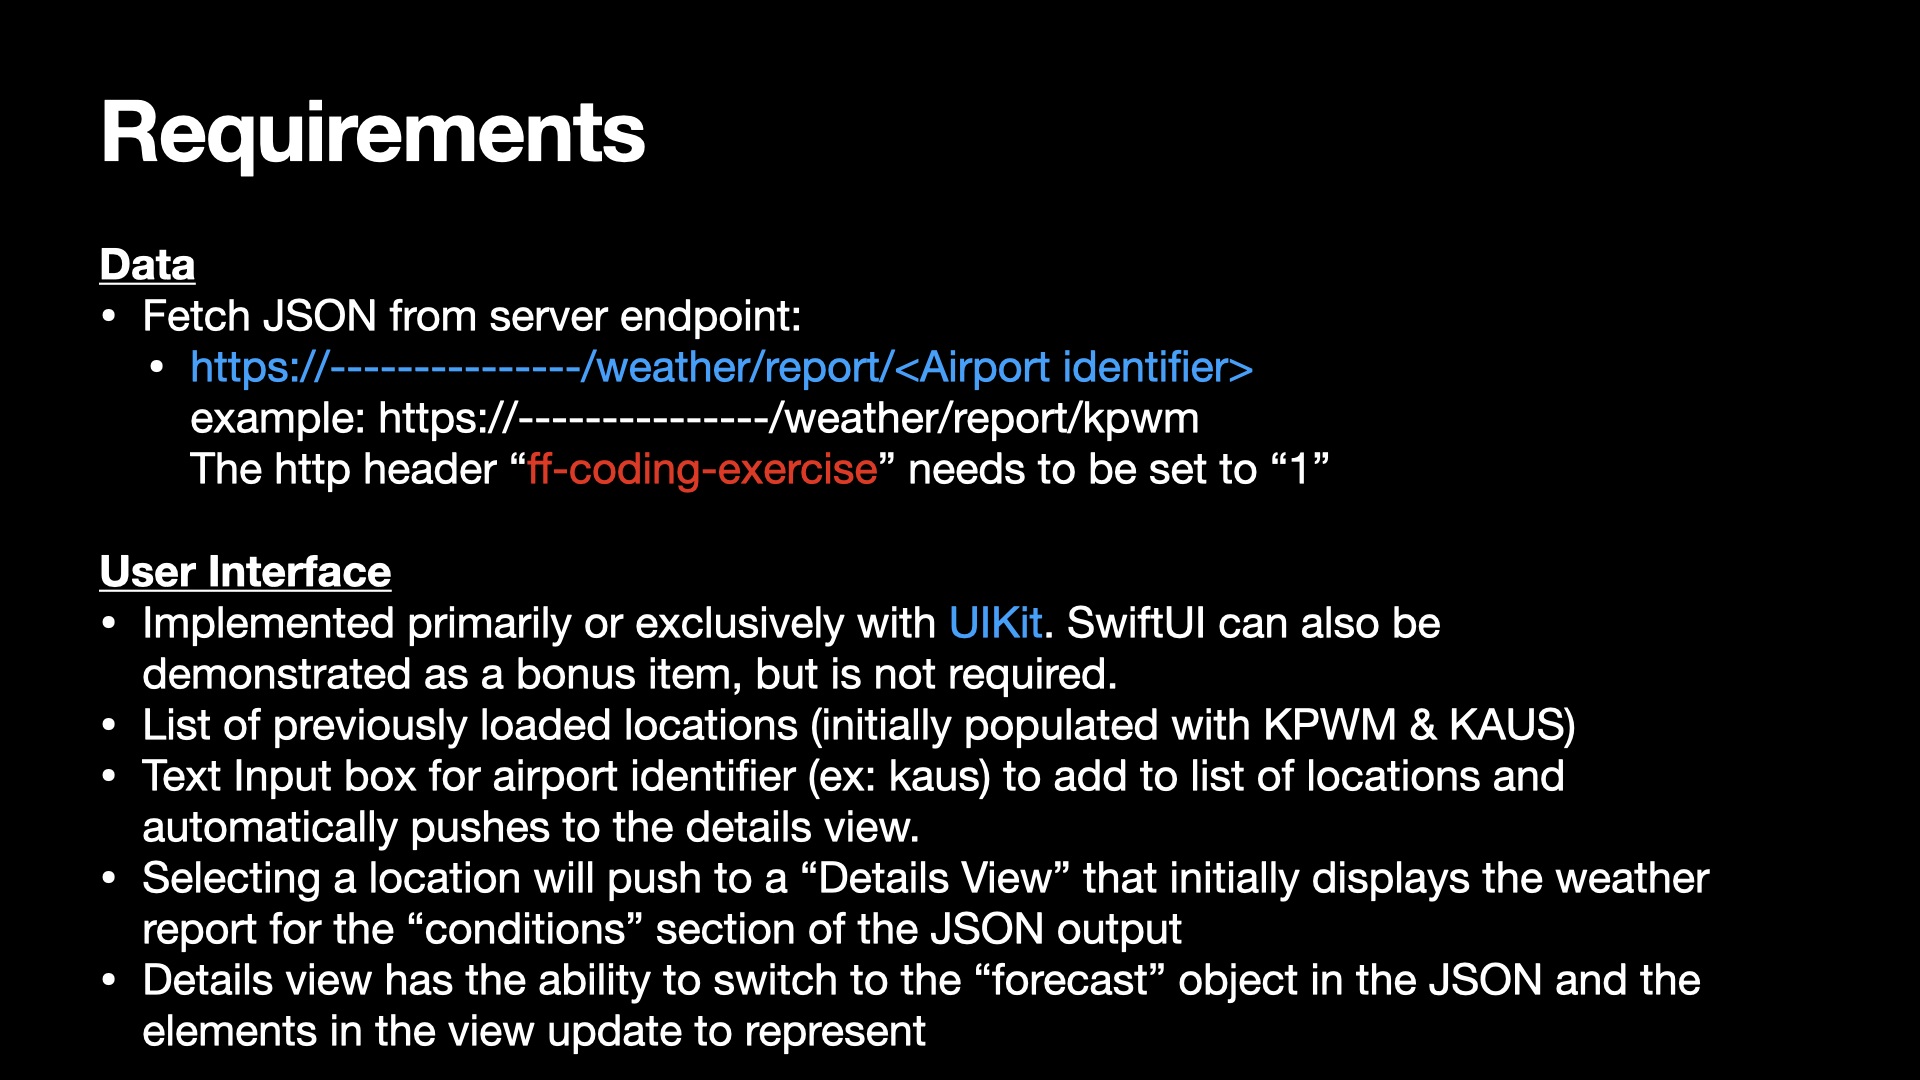 Requirements
Data
• Fetch JSON from server endpoint:
• https://---------------/weather/report/<Airport identifier>
example: https://---------------/weather/report/kpwm
The http header “ff-coding-exercise” needs to be set to “1”
User Interface
• Implemented primarily or exclusively with UIKit. SwiftUI can also be
demonstrated as a bonus item, but is not required.
• List of previously loaded locations (initially populated with KPWM & KAUS)
• Text Input box for airport identifier (ex: kaus) to add to list of locations and
automatically pushes to the details view.
• Selecting a location will push to a “Details View” that initially displays the weather
report for the “conditions” section of the JSON output
• Details view has the ability to switch to the “forecast” object in the JSON and the
elements in the view update to represent